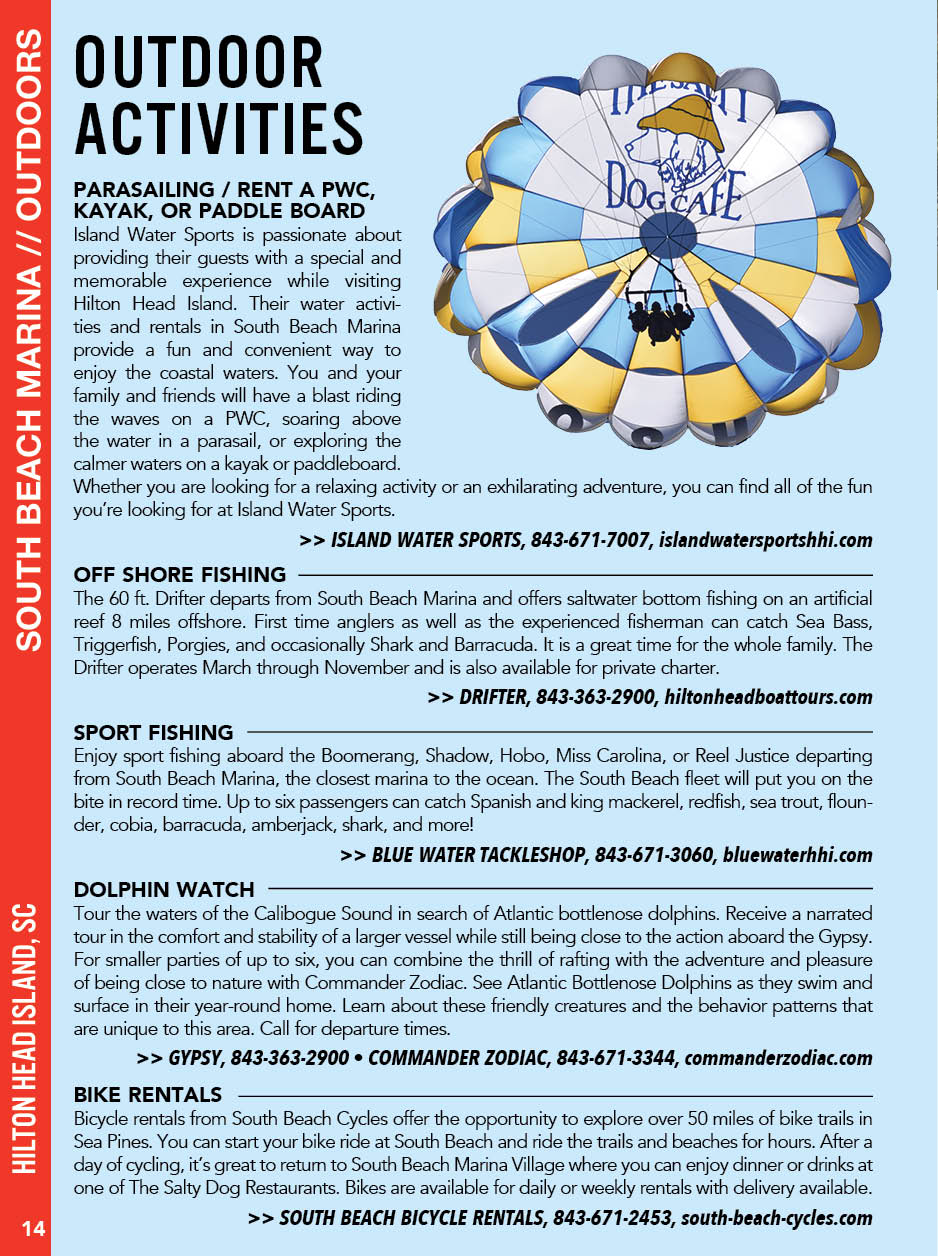 SOUTH BEACH MARINA // OUTDOORS
HILTON HEAD ISLAND, SC
14
OUTDOOR
ACTIVITIES
THE SALTY
DOG CAFE
PARASAILING / RENT A PWC,
KAYAK, OR PADDLE BOARD
Island Water Sports is passionate about
providing their guests with a special and
memorable experience while visiting
Hilton Head Island. Their water activi-
ties and rentals in South Beach Marina
provide a fun and convenient way to
enjoy the coastal waters. You and your
family and friends will have a blast riding
the waves on a PWC, soaring above
the water in a parasail, or exploring the
calmer waters on a kayak or paddleboard.
Whether you are looking for a relaxing activity or an exhilarating adventure, you can find all of the fun
you’re looking for at Island Water Sports.
>> ISLAND WATER SPORTS, 843-671-7007, islandwatersportshhi.com
OFF SHORE FISHING
The 60 ft. Drifter departs from South Beach Marina and offers saltwater bottom fishing on an artificial
reef 8 miles offshore. First time anglers as well as the experienced fisherman can catch Sea Bass,
Triggerfish, Porgies, and occasionally Shark and Barracuda. It is a great time for the whole family. The
Drifter operates March through November and is also available for private charter.
>> DRIFTER, 843-363-2900, hiltonheadboattours.com
SPORT FISHING
Enjoy sport fishing aboard the Boomerang, Shadow, Hobo, Miss Carolina, or Reel Justice departing
from South Beach Marina, the closest marina to the ocean. The South Beach fleet will put you on the
bite in record time. Up to six passengers can catch Spanish and king mackerel, redfish, sea trout, floun-
der, cobia, barracuda, amberjack, shark, and more!
>> BLUE WATER TACKLESHOP, 843-671-3060, bluewaterhhi.com
DOLPHIN WATCH
Tour the waters of the Calibogue Sound in search of Atlantic bottlenose dolphins. Receive a narrated
tour in the comfort and stability of a larger vessel while still being close to the action aboard the Gypsy.
For smaller parties of up to six, you can combine the thrill of rafting with the adventure and pleasure
of being close to nature with Commander Zodiac. See Atlantic Bottlenose Dolphins as they swim and
surface in their year-round home. Learn about these friendly creatures and the behavior patterns that
are unique to this area. Call for departure times.
>> GYPSY, 843-363-2900 • COMMANDER ZODIAC, 843-671-3344, commanderzodiac.com
BIKE RENTALS
Bicycle rentals from South Beach Cycles offer the opportunity to explore over 50 miles of bike trails in
Sea Pines. You can start your bike ride at South Beach and ride the trails and beaches for hours. After a
day of cycling, it’s great to return to South Beach Marina Village where you can enjoy dinner or drinks at
one of The Salty Dog Restaurants. Bikes are available for daily or weekly rentals with delivery available.
>> SOUTH BEACH BICYCLE RENTALS, 843-671-2453, south-beach-cycles.com